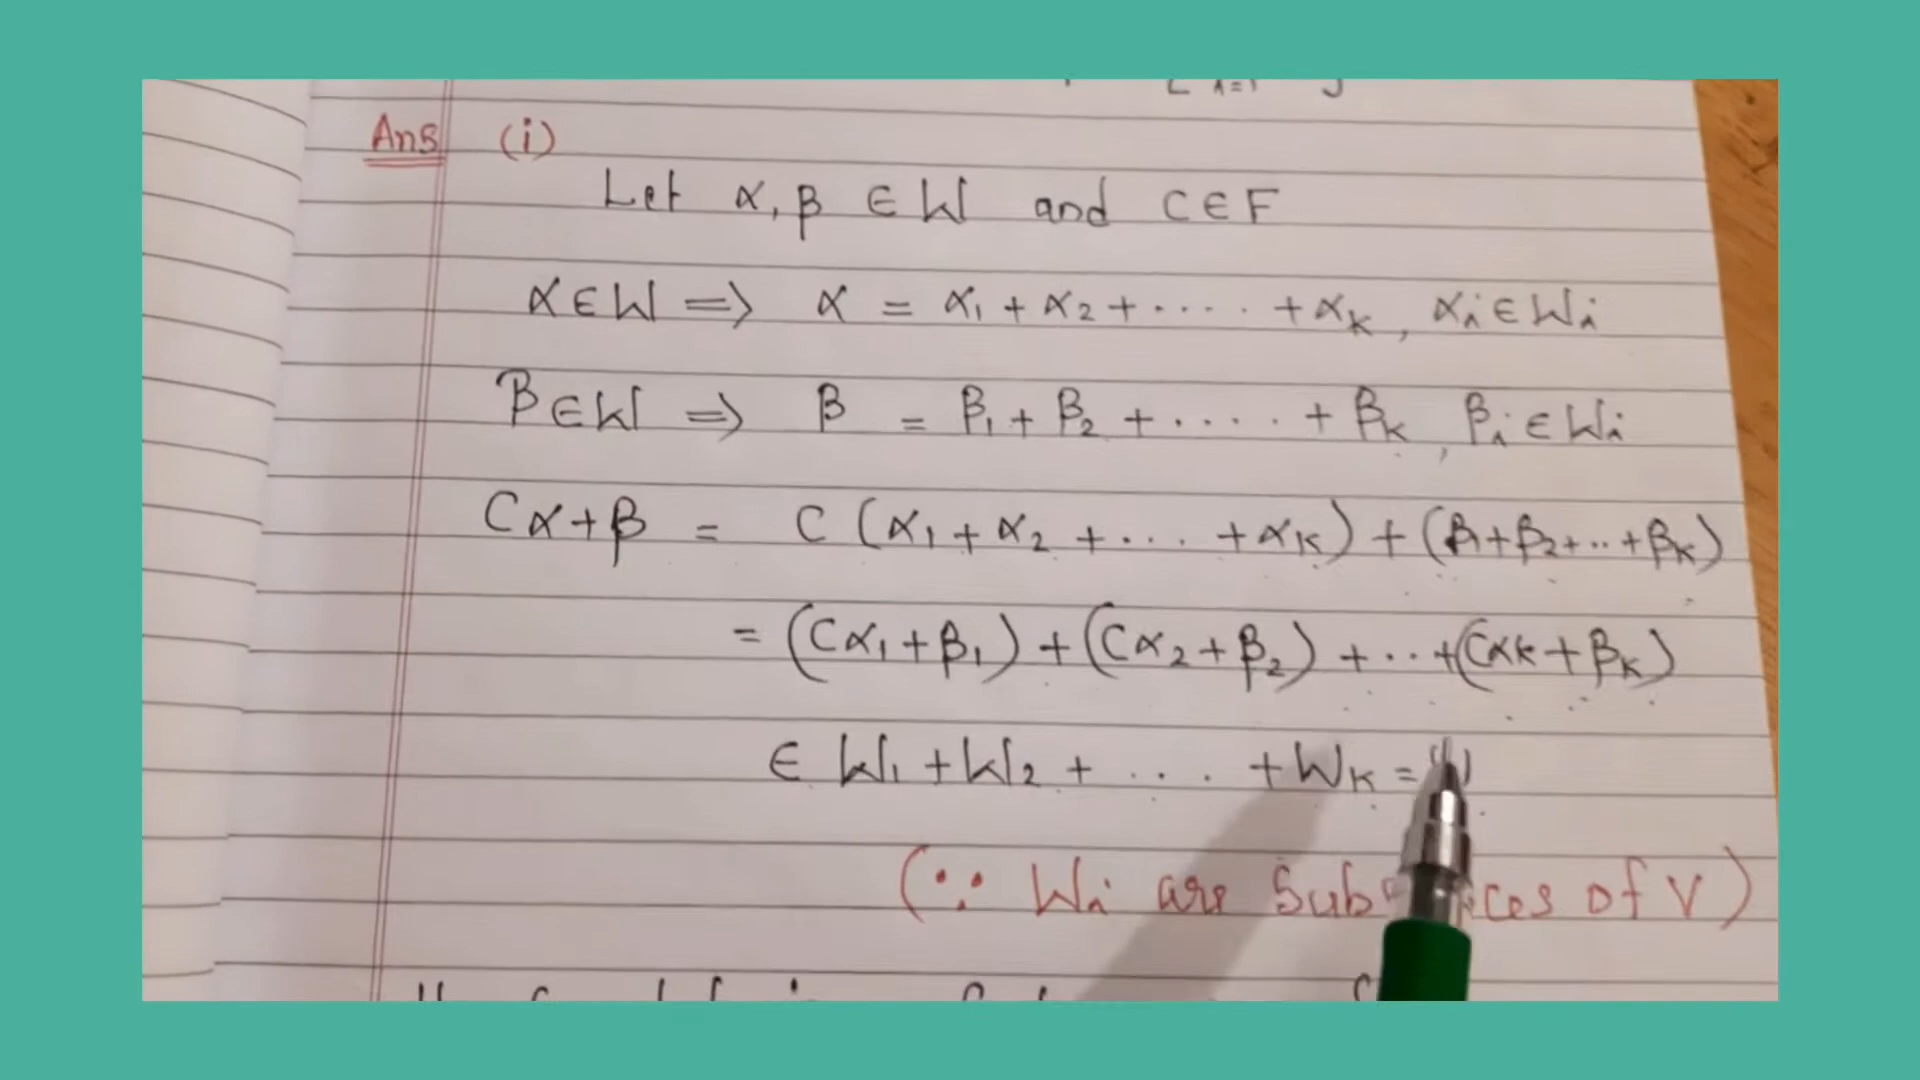 Ans (i)
Let α, β ∈ W and C ∈ F
α ∈ W ⇒ α = α₁ + α₂ + ..... + αₖ, αᵢ ∈ Wᵢ
β ∈ W ⇒ β = β₁ + β₂ + ..... + βₖ, βᵢ ∈ Wᵢ
Cα + β = C (α₁ + α₂ + ... + αₖ) + (β₁ + β₂ + .. + βₖ)
= (Cα₁ + β₁) + (Cα₂ + β₂) + ... + (Cαₖ + βₖ)
∈ W₁ + W₂ + .... + Wₖ =
(∵ Wᵢ are of V)